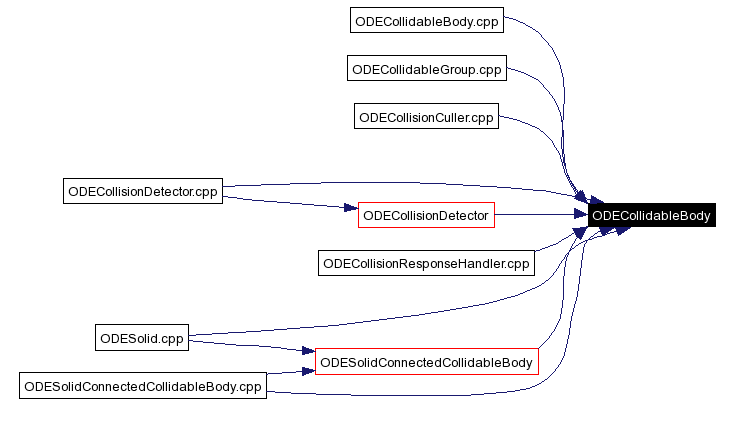 ODECollidableBody.cpp
ODECollidableGroup.cpp
ODECollisionCuller.cpp
ODECollisionDetector.cpp
ODECollisionDetector
ODECollidableBody
ODECollisionResponseHandler.cpp
ODESolid.cpp
ODESolidConnectedCollidableBody
ODESolidConnectedCollidableBody.cpp